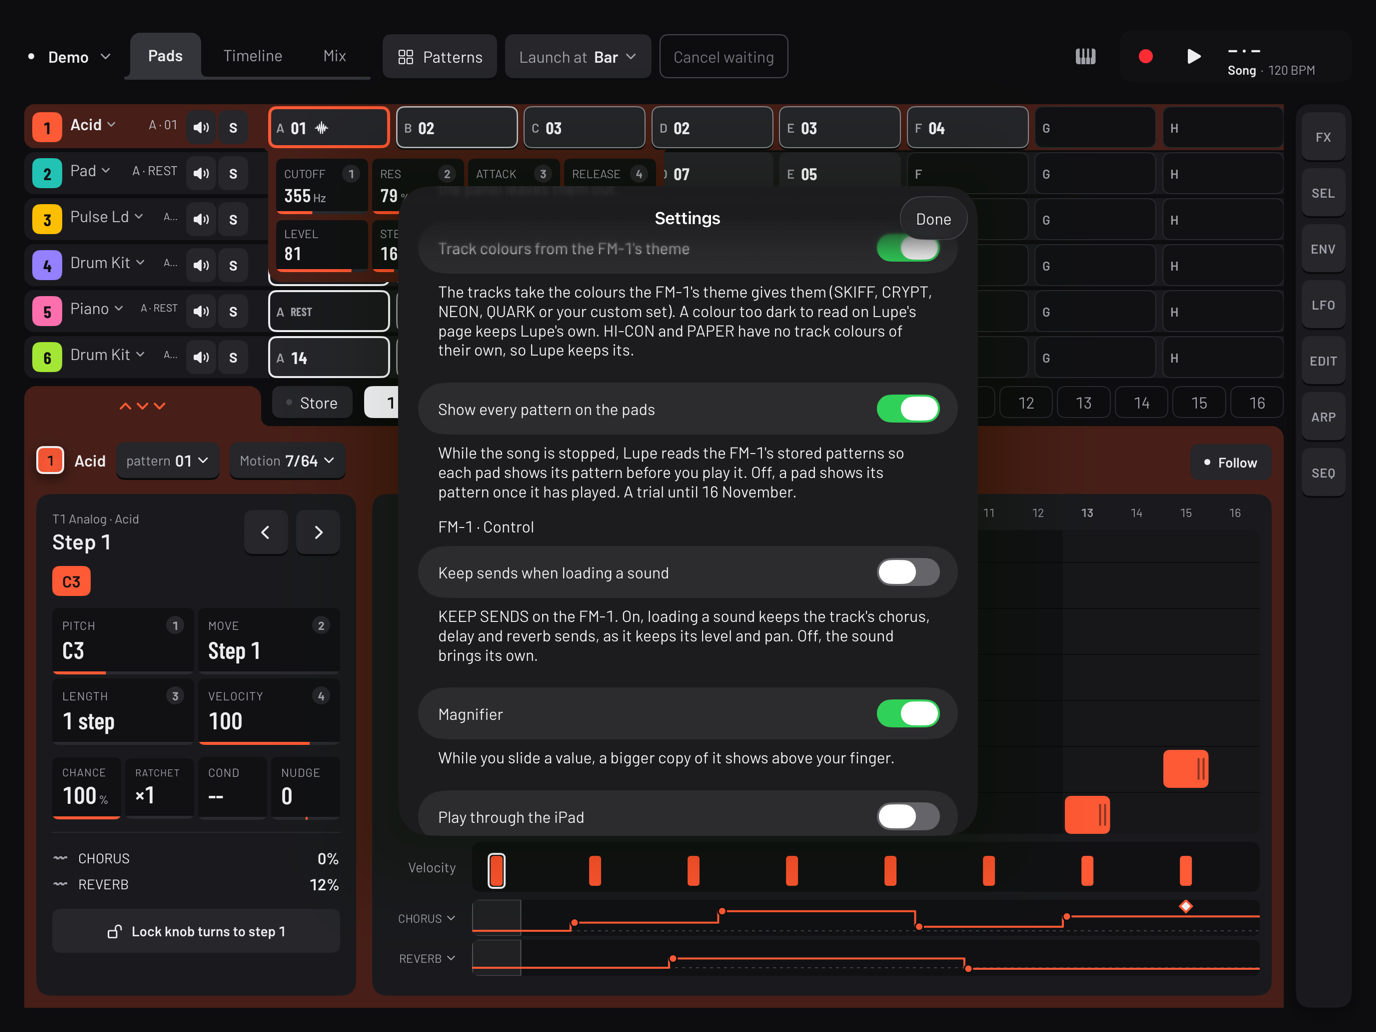 Demo
Pads
Timeline
Mix
Patterns
Launch at Bar
Cancel waiting
Song · 120 BPM
1 Acid A·01 S
A 01
B 02
C 03
D 02
E 03
F 04
G
H
2 Pad A·REST S
CUTOFF 1
355 Hz
RES 2
79 %
ATTACK 3
RELEASE 4
07
E 05
F
G
H
3 Pulse Ld A... S
LEVEL
81
STE
16
G
H
4 Drum Kit A... S
G
H
5 Piano A·REST S
A REST
G
H
6 Drum Kit A... S
A 14
G
H
FX
SEL
ENV
LFO
EDIT
ARP
SEQ
Settings
Done
Track colours from the FM-1's theme
The tracks take the colours the FM-1's theme gives them (SKIFF, CRYPT,
NEON, QUARK or your custom set). A colour too dark to read on Lupe's
page keeps Lupe's own. HI-CON and PAPER have no track colours of
their own, so Lupe keeps its.
Show every pattern on the pads
While the song is stopped, Lupe reads the FM-1's stored patterns so
each pad shows its pattern before you play it. Off, a pad shows its
pattern once it has played. A trial until 16 November.
FM-1 · Control
Keep sends when loading a sound
KEEP SENDS on the FM-1. On, loading a sound keeps the track's chorus,
delay and reverb sends, as it keeps its level and pan. Off, the sound
brings its own.
Magnifier
While you slide a value, a bigger copy of it shows above your finger.
Play through the iPad
Store
1
12
13
14
15
16
1 Acid
pattern 01
Motion 7/64
Follow
T1 Analog · Acid
Step 1
C3
PITCH 1
C3
MOVE 2
Step 1
LENGTH 3
1 step
VELOCITY 4
100
CHANCE
100 %
RATCHET
×1
COND
--
NUDGE
0
CHORUS 0%
REVERB 12%
Lock knob turns to step 1
11 12 13 14 15 16
Velocity
CHORUS
REVERB